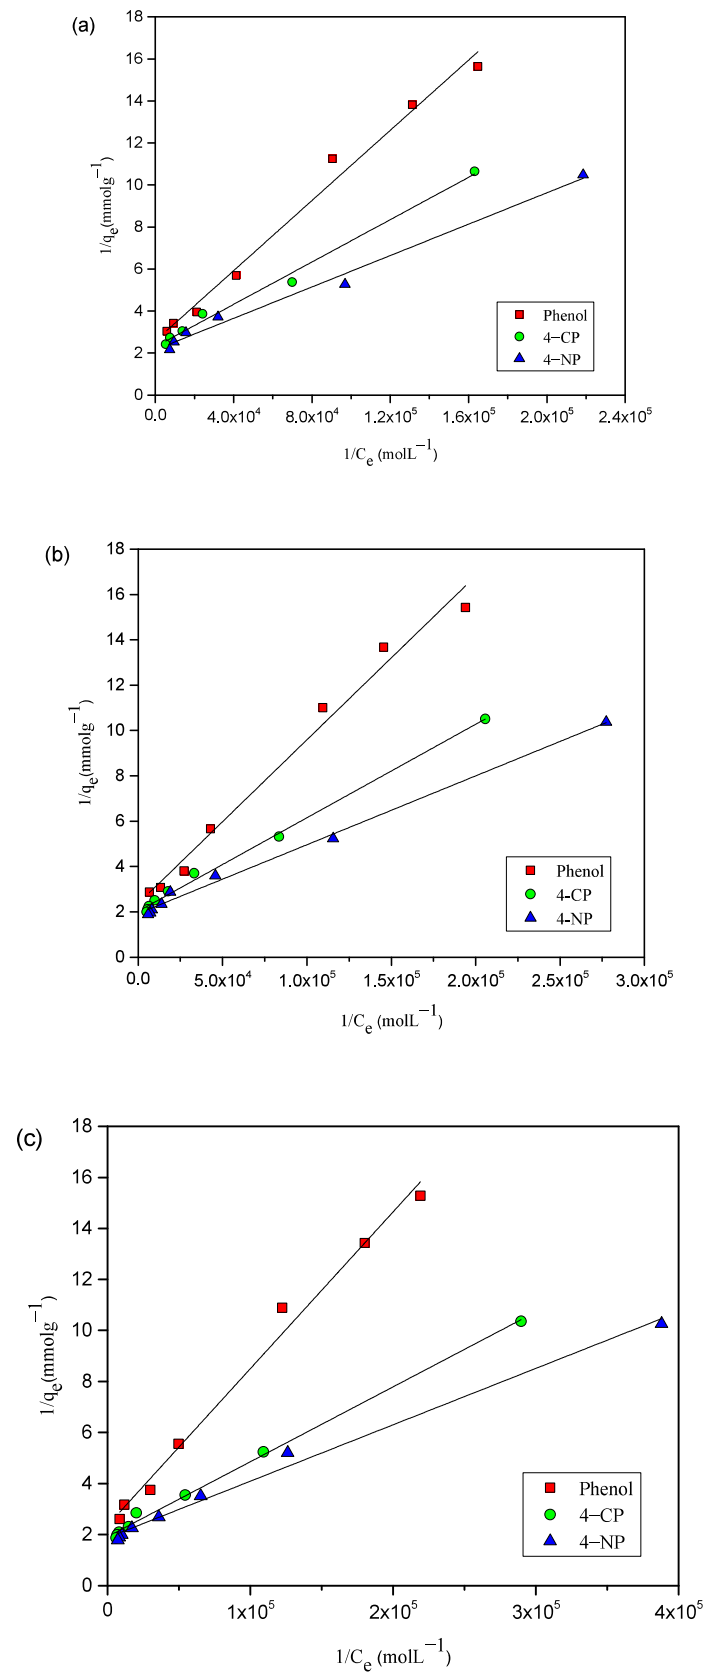 (a)
18
16
14
12
10
8
6
4
2
0
1/qe(mmolg⁻¹)
Phenol
4−CP
4−NP
0.0 4.0x10⁴ 8.0x10⁴ 1.2x10⁵ 1.6x10⁵ 2.0x10⁵ 2.4x10⁵
1/Ce (molL⁻¹)
(b)
18
16
14
12
10
8
6
4
2
0
1/qe(mmolg⁻¹)
Phenol
4-CP
4-NP
0.0 5.0x10⁴ 1.0x10⁵ 1.5x10⁵ 2.0x10⁵ 2.5x10⁵ 3.0x10⁵
1/Ce (molL⁻¹)
(c)
18
16
14
12
10
8
6
4
2
0
1/qe(mmolg⁻¹)
Phenol
4−CP
4−NP
0 1x10⁵ 2x10⁵ 3x10⁵ 4x10⁵
1/Ce (molL⁻¹)